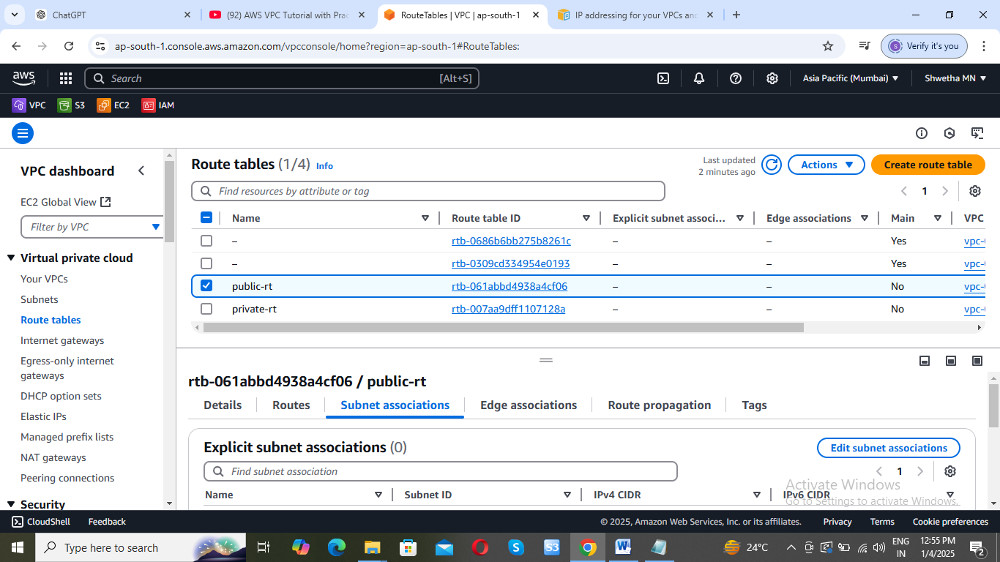 ChatGPT
(92) AWS VPC Tutorial with Prac
RouteTables | VPC | ap-south-1
IP addressing for your VPCs and
ap-south-1.console.aws.amazon.com/vpcconsole/home?region=ap-south-1#RouteTables:
S
Verify it's you
aws
Search
[Alt+S]
Asia Pacific (Mumbai)
Shwetha MN
VPC
S3
EC2
IAM
VPC dashboard
EC2 Global View
Filter by VPC
Virtual private cloud
Your VPCs
Subnets
Route tables
Internet gateways
Egress-only internet
gateways
DHCP option sets
Elastic IPs
Managed prefix lists
NAT gateways
Peering connections
Security
Route tables (1/4) Info
Last updated
2 minutes ago
Actions
Create route table
Find resources by attribute or tag
1
Name Route table ID Explicit subnet associ... Edge associations Main VPC
– rtb-0686b6bb275b8261c – – Yes vpc-
– rtb-0309cd334954e0193 – – Yes vpc-
public-rt rtb-061abbd4938a4cf06 – – No vpc-
private-rt rtb-007aa9dff1107128a – – No vpc-
rtb-061abbd4938a4cf06 / public-rt
Details Routes Subnet associations Edge associations Route propagation Tags
Explicit subnet associations (0)
Edit subnet associations
Find subnet association
1
Name Subnet ID IPv4 CIDR IPv6 CIDR
Activate Windows
Go to Settings to activate Windows.
CloudShell Feedback © 2025, Amazon Web Services, Inc. or its affiliates. Privacy Terms Cookie preferences
Type here to search
S3
24°C
ENG
IN
12:55 PM
1/4/2025
2